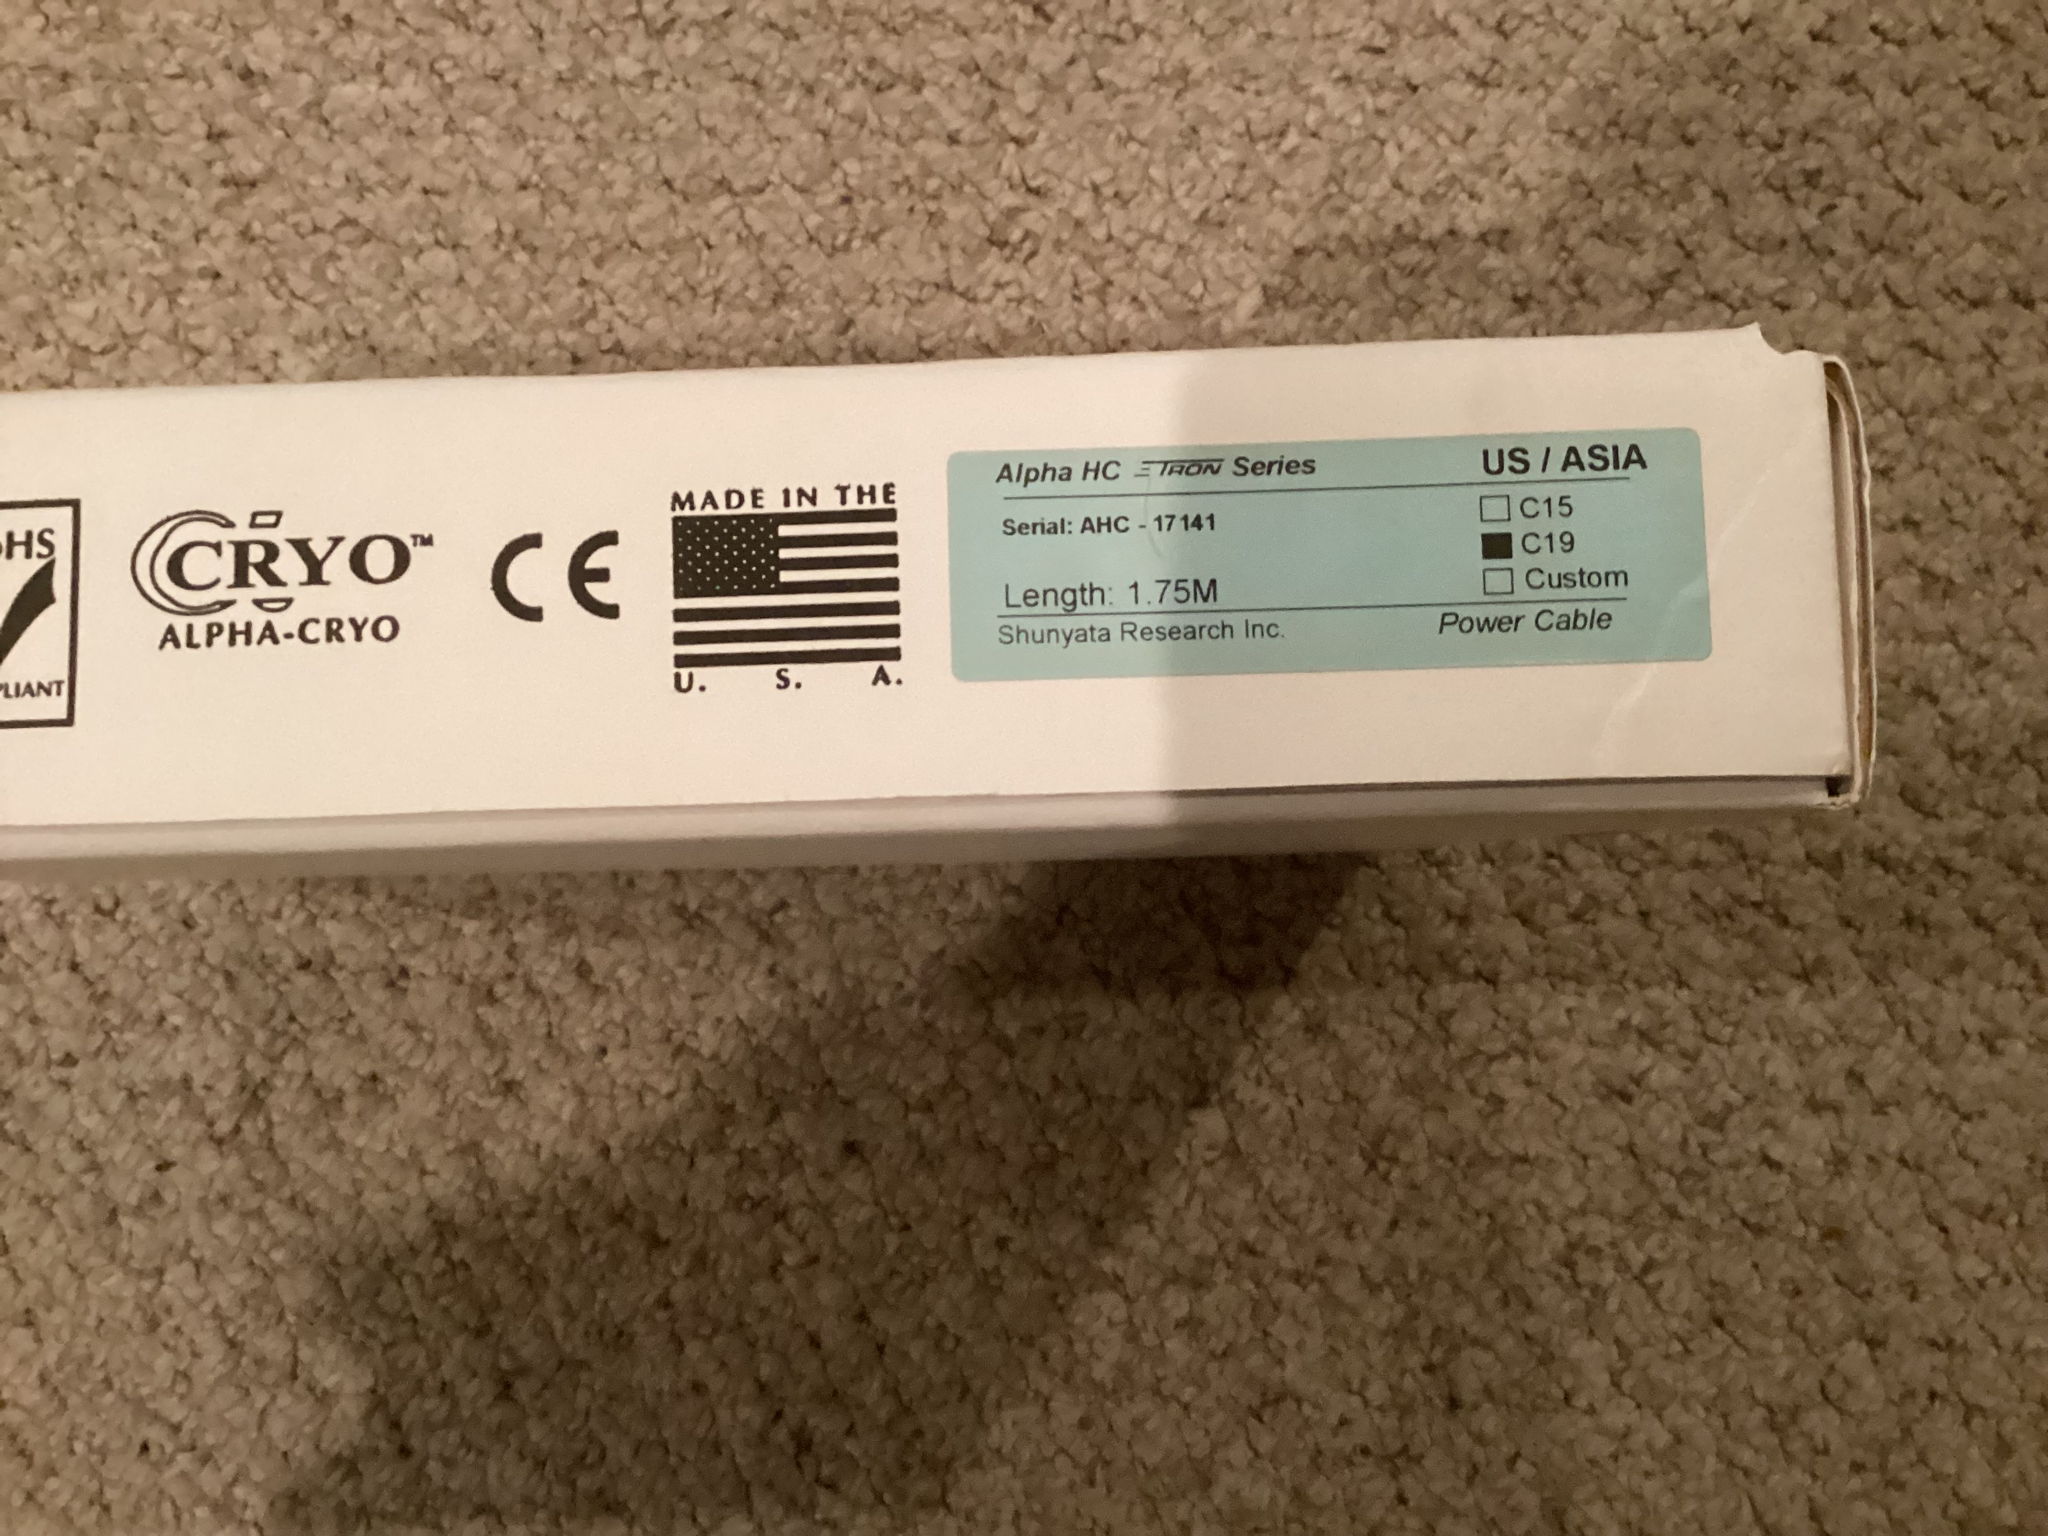 HS
PLIANT
CRYO™
ALPHA-CRYO
CE
MADE IN THE
U. S. A.
Alpha HC ΞTRON Series
US / ASIA
Serial: AHC - 17141
C15
C19
Custom
Length: 1.75M
Shunyata Research Inc.
Power Cable